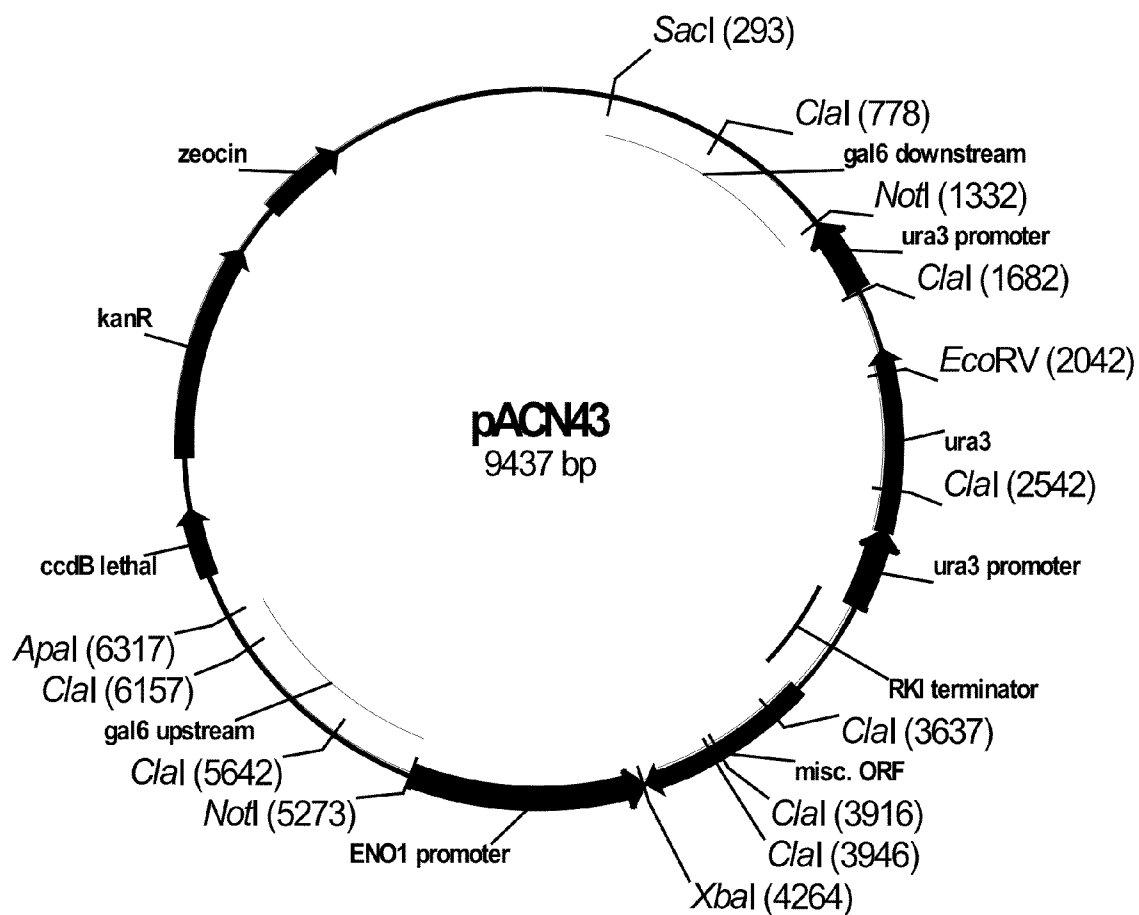 SacI (293)
ClaI (778)
gal6 downstream
NotI (1332)
ura3 promoter
ClaI (1682)
EcoRV (2042)
ura3
ClaI (2542)
ura3 promoter
RKI terminator
ClaI (3637)
misc. ORF
ClaI (3916)
ClaI (3946)
XbaI (4264)
ENO1 promoter
NotI (5273)
ClaI (5642)
gal6 upstream
ClaI (6157)
ApaI (6317)
ccdB lethal
kanR
zeocin
pACN43
9437 bp